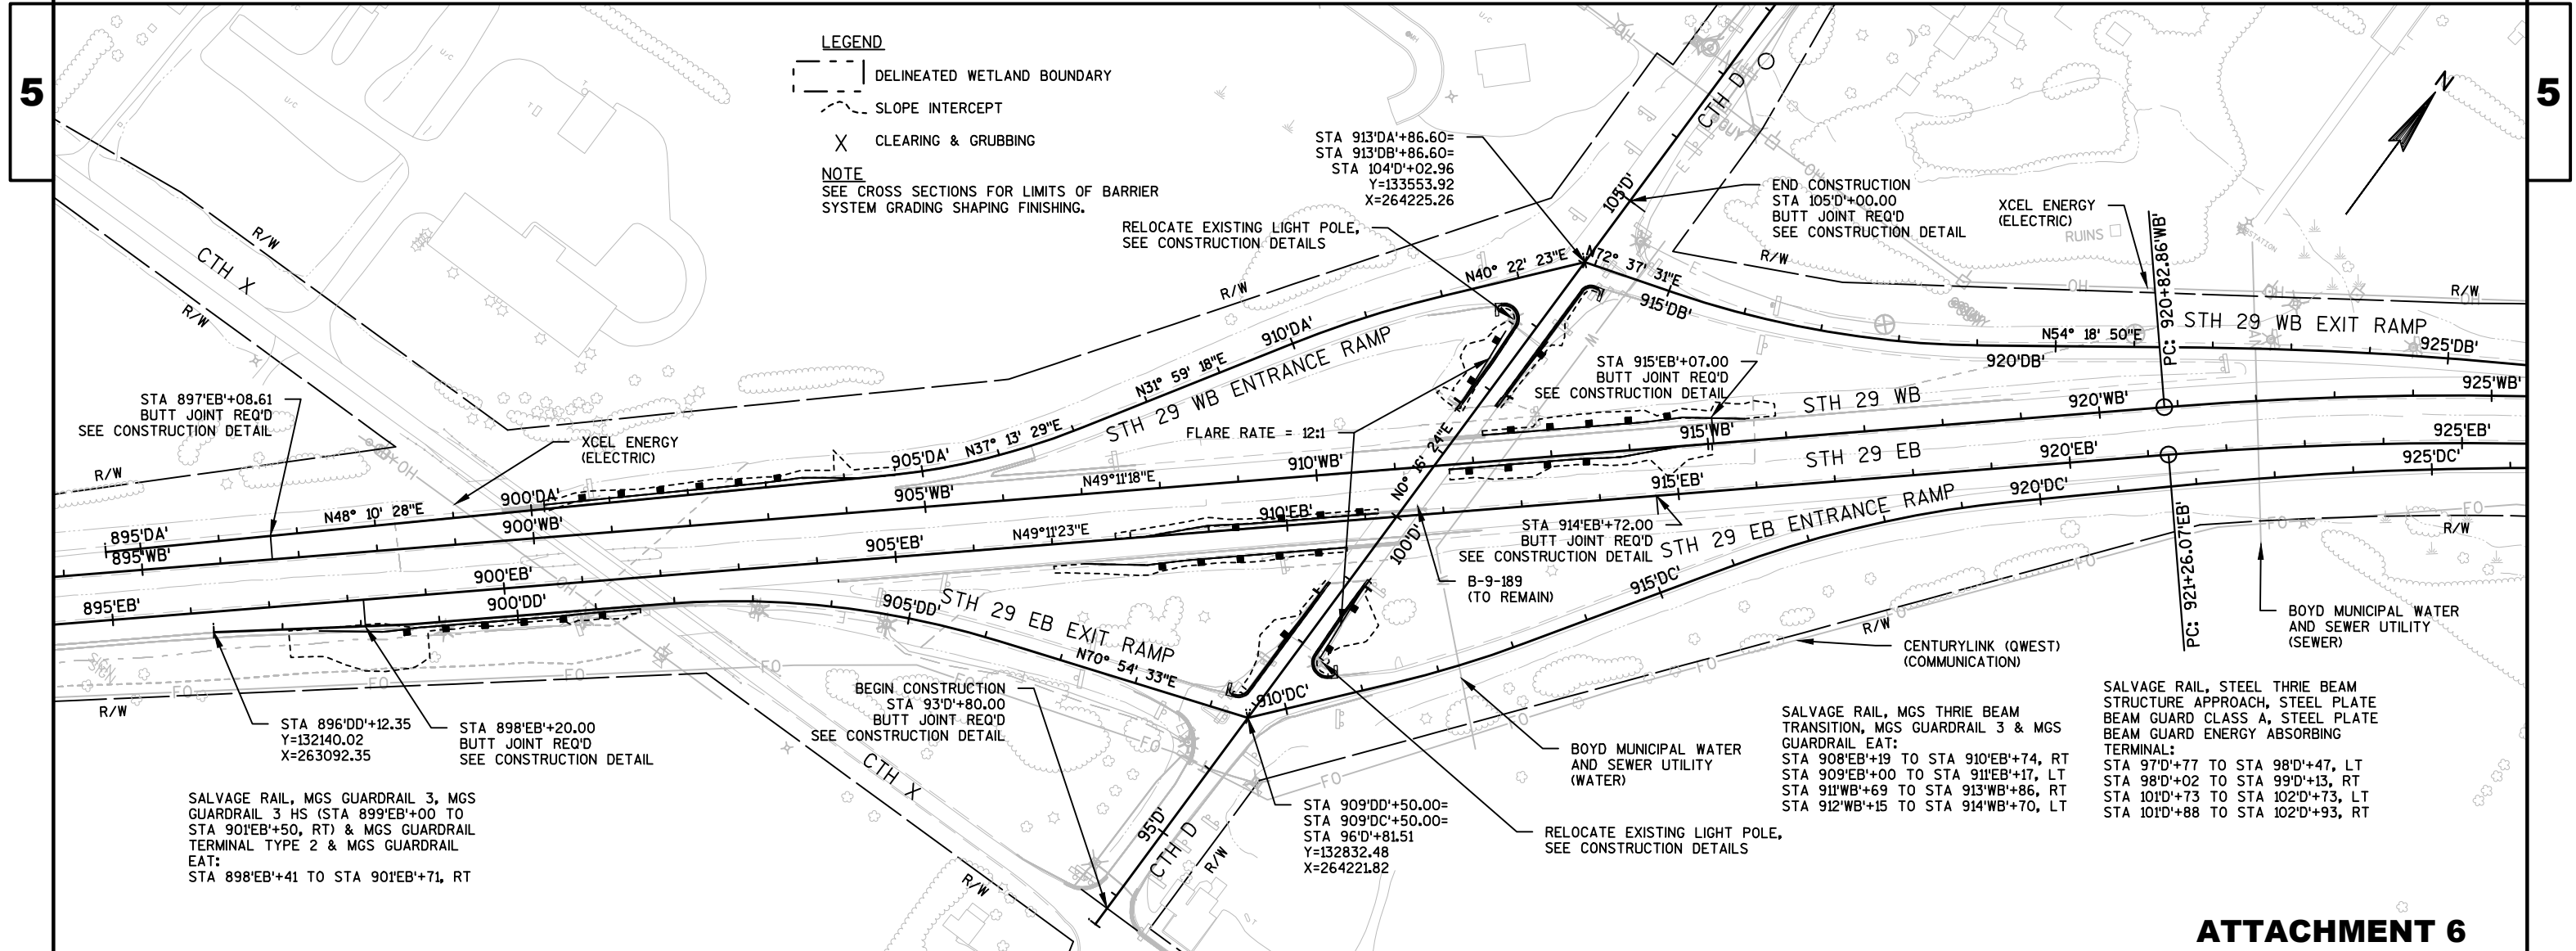 5
5
LEGEND
DELINEATED WETLAND BOUNDARY
SLOPE INTERCEPT
X CLEARING & GRUBBING
NOTE
SEE CROSS SECTIONS FOR LIMITS OF BARRIER
SYSTEM GRADING SHAPING FINISHING.
N
STA 913'DA'+86.60=
STA 913'DB'+86.60=
STA 104'D'+02.96
Y=133553.92
X=264225.26
RELOCATE EXISTING LIGHT POLE,
SEE CONSTRUCTION DETAILS
END CONSTRUCTION
STA 105'D'+00.00
BUTT JOINT REQ'D
SEE CONSTRUCTION DETAIL
XCEL ENERGY
(ELECTRIC)
RUINS
CTH D
105'D'
GUY
OH
OH
R/W
R/W
CTH X
R/W
R/W
R/W
R/W
N40° 22' 23"E
N72° 37' 31"E
915'DB'
910'DA'
STH 29 WB ENTRANCE RAMP
N31° 59' 18"E
N37° 13' 29"E
905'DA'
PC: 920+82.86'WB'
STH 29 WB EXIT RAMP
N54° 18' 50"E
920'DB'
925'DB'
STA 915'EB'+07.00
BUTT JOINT REQ'D
SEE CONSTRUCTION DETAIL
STA 897'EB'+08.61
BUTT JOINT REQ'D
SEE CONSTRUCTION DETAIL
XCEL ENERGY
(ELECTRIC)
FLARE RATE = 12:1
STH 29 WB
915'WB'
920'WB'
925'WB'
STH 29 EB
N0° 16' 24"E
910'WB'
N49°11'18"E
905'WB'
900'DA'
900'WB'
N48° 10' 28"E
895'DA'
895'WB'
915'EB'
920'EB'
925'EB'
925'DC'
920'DC'
STH 29 EB ENTRANCE RAMP
915'DC'
910'EB'
N49°11'23"E
905'EB'
900'EB'
900'DD'
895'EB'
100'D'
STA 914'EB'+72.00
BUTT JOINT REQ'D
SEE CONSTRUCTION DETAIL
B-9-189
(TO REMAIN)
R/W
PC: 921+26.07'EB'
BOYD MUNICIPAL WATER
AND SEWER UTILITY
(SEWER)
905'DD'
STH 29 EB EXIT RAMP
N70° 54' 33"E
910'DC'
R/W
CENTURYLINK (QWEST)
(COMMUNICATION)
SIGN
FO
FO
FO
FO
FO
FO
R/W
STA 896'DD'+12.35
Y=132140.02
X=263092.35
STA 898'EB'+20.00
BUTT JOINT REQ'D
SEE CONSTRUCTION DETAIL
BEGIN CONSTRUCTION
STA 93'D'+80.00
BUTT JOINT REQ'D
SEE CONSTRUCTION DETAIL
CTH X
95'D'
CTH D
R/W
R/W
STA 909'DD'+50.00=
STA 909'DC'+50.00=
STA 96'D'+81.51
Y=132832.48
X=264221.82
BOYD MUNICIPAL WATER
AND SEWER UTILITY
(WATER)
RELOCATE EXISTING LIGHT POLE,
SEE CONSTRUCTION DETAILS
SALVAGE RAIL, MGS GUARDRAIL 3, MGS
GUARDRAIL 3 HS (STA 899'EB'+00 TO
STA 901'EB'+50, RT) & MGS GUARDRAIL
TERMINAL TYPE 2 & MGS GUARDRAIL
EAT:
STA 898'EB'+41 TO STA 901'EB'+71, RT
SALVAGE RAIL, MGS THRIE BEAM
TRANSITION, MGS GUARDRAIL 3 & MGS
GUARDRAIL EAT:
STA 908'EB'+19 TO STA 910'EB'+74, RT
STA 909'EB'+00 TO STA 911'EB'+17, LT
STA 911'WB'+69 TO STA 913'WB'+86, RT
STA 912'WB'+15 TO STA 914'WB'+70, LT
SALVAGE RAIL, STEEL THRIE BEAM
STRUCTURE APPROACH, STEEL PLATE
BEAM GUARD CLASS A, STEEL PLATE
BEAM GUARD ENERGY ABSORBING
TERMINAL:
STA 97'D'+77 TO STA 98'D'+47, LT
STA 98'D'+02 TO STA 99'D'+13, RT
STA 101'D'+73 TO STA 102'D'+73, LT
STA 101'D'+88 TO STA 102'D'+93, RT
ATTACHMENT 6